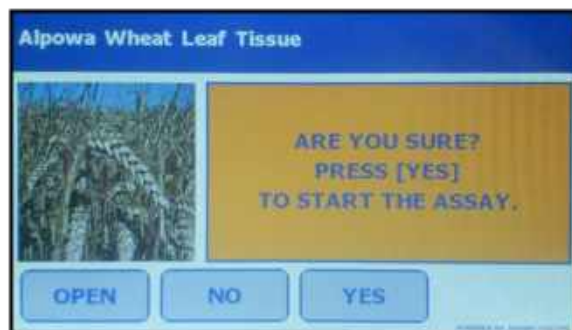 Alpowa Wheat Leaf Tissue
ARE YOU SURE?
PRESS [YES]
TO START THE ASSAY.
OPEN
NO
YES